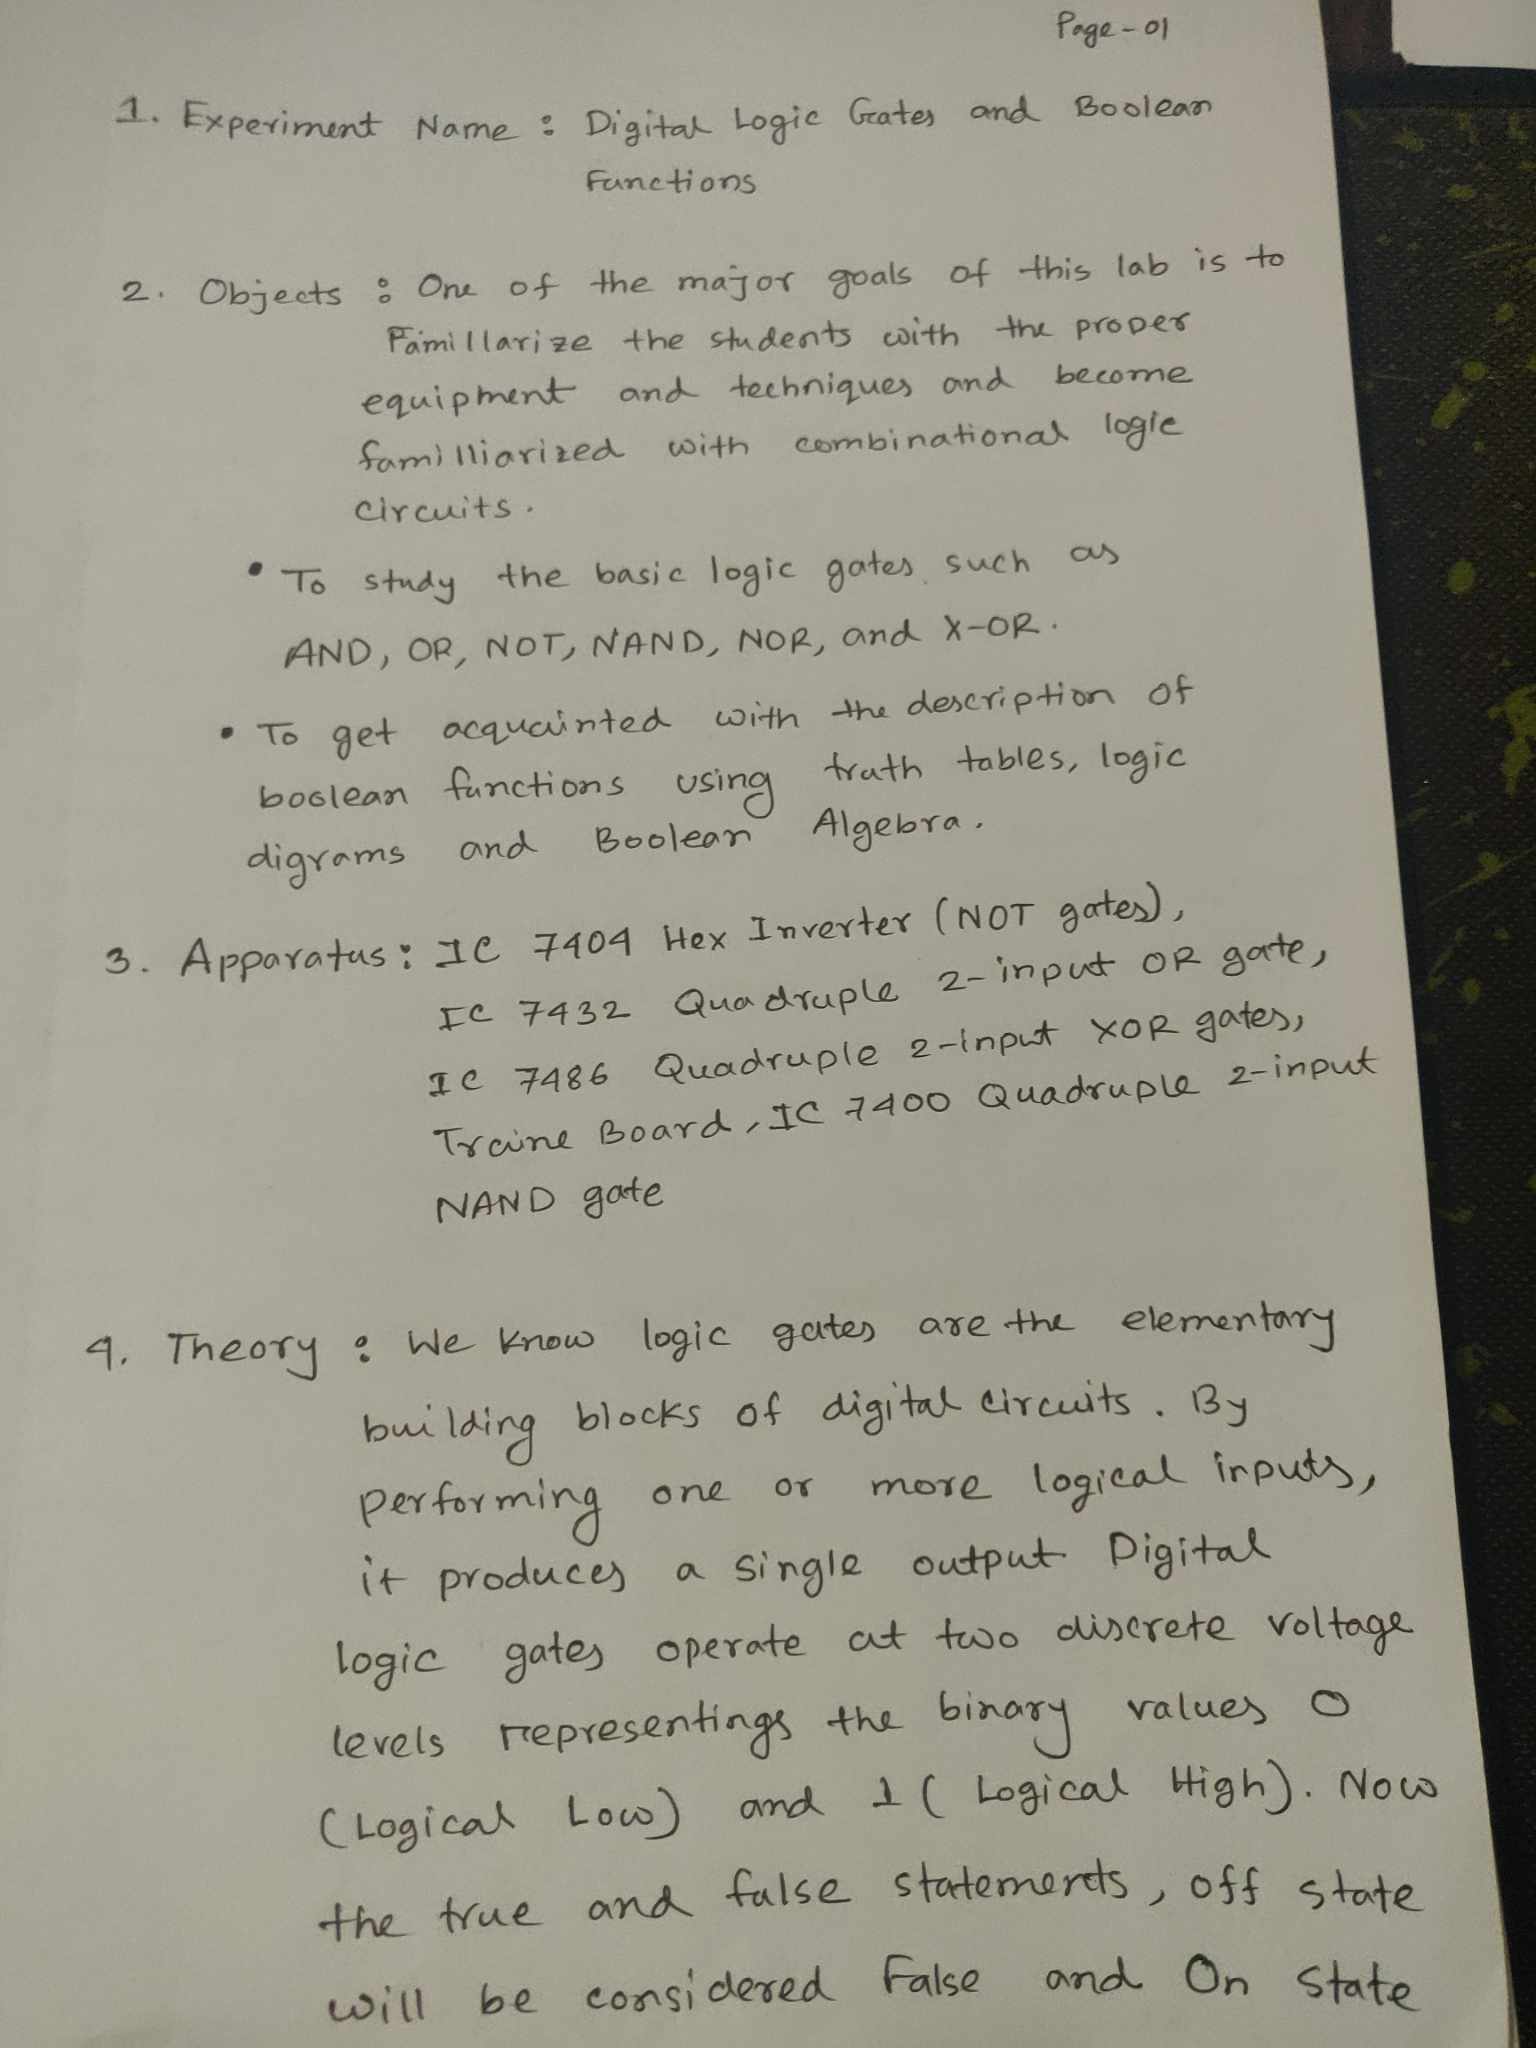 Page-01
1. Experiment Name : Digital Logic Gates and Boolean
Functions
2. Objects : One of the major goals of this lab is to
Famillarize the students with the proper
equipment and techniques and become
familliarized with combinational logic
circuits.
• To study the basic logic gates such as
AND, OR, NOT, NAND, NOR, and X-OR.
• To get acquainted with the description of
boolean functions using truth tables, logic
digrams and Boolean Algebra.
3. Apparatus : IC 7404 Hex Inverter (NOT gates),
IC 7432 Quadruple 2-input OR gate,
IC 7486 Quadruple 2-input XOR gates,
Traine Board, IC 7400 Quadruple 2-input
NAND gate
4. Theory : We know logic gates are the elementary
building blocks of digital circuits. By
performing one or more logical inputs,
it produces a single output Digital
logic gates operate at two discrete voltage
levels representings the binary values 0
(Logical Low) and 1 ( Logical High). Now
the true and false statements, off state
will be considered False and On State